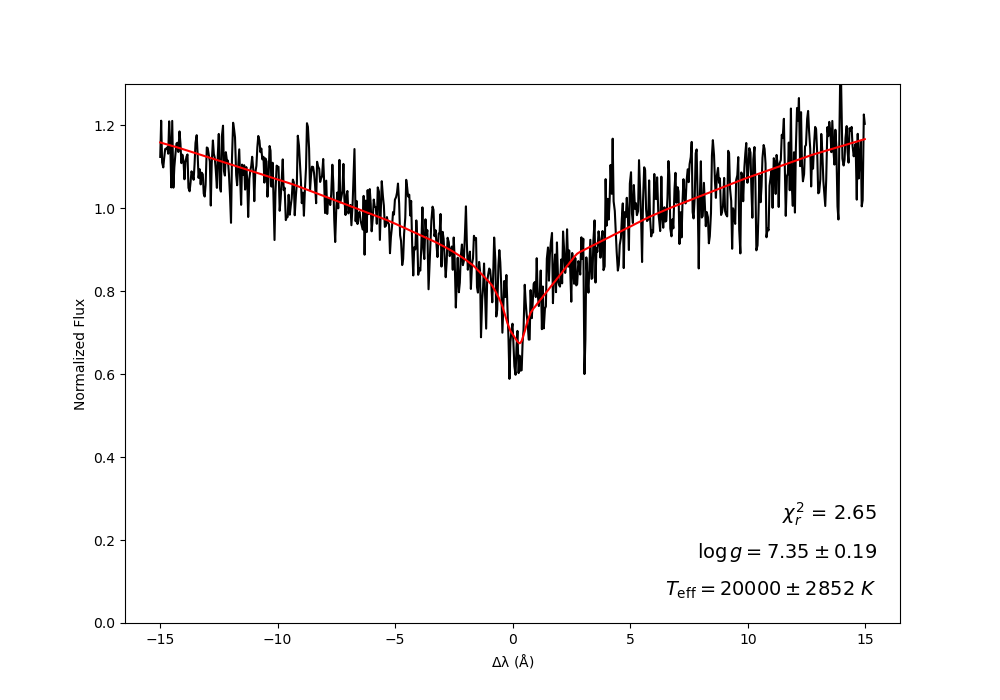 1.2
1.0
0.8
0.6
0.4
0.2
0.0
Normalized Flux
χ²ᵣ = 2.65
log g = 7.35 ± 0.19
T_eff = 20000 ± 2852 K
−15 −10 −5 0 5 10 15
Δλ (Å)